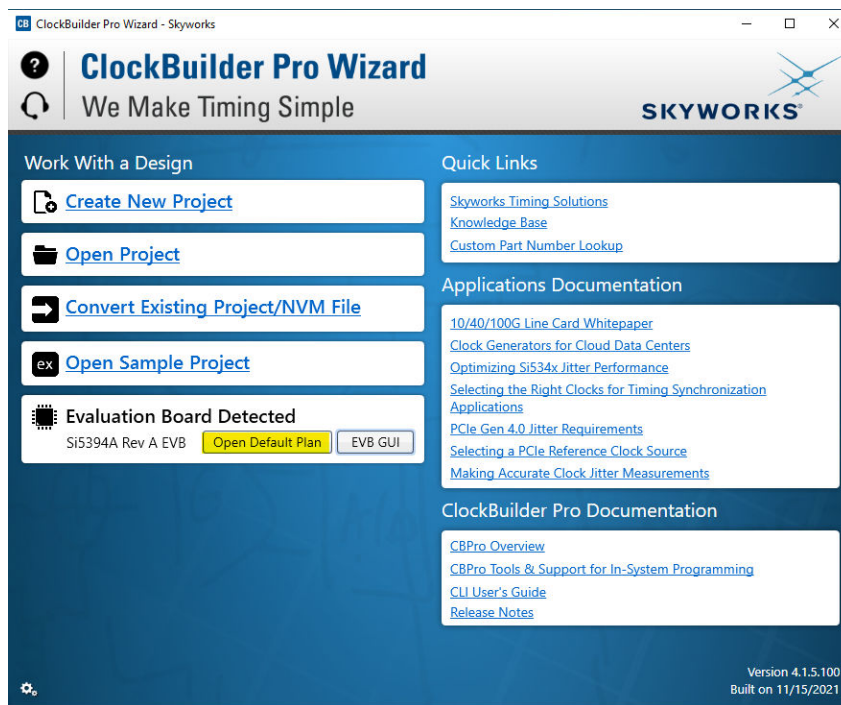 CB ClockBuilder Pro Wizard - Skyworks
ClockBuilder Pro Wizard
We Make Timing Simple
SKYWORKS®
Work With a Design
Create New Project
Open Project
Convert Existing Project/NVM File
ex Open Sample Project
Evaluation Board Detected
Si5394A Rev A EVB Open Default Plan EVB GUI
Quick Links
Skyworks Timing Solutions
Knowledge Base
Custom Part Number Lookup
Applications Documentation
10/40/100G Line Card Whitepaper
Clock Generators for Cloud Data Centers
Optimizing Si534x Jitter Performance
Selecting the Right Clocks for Timing Synchronization
Applications
PCIe Gen 4.0 Jitter Requirements
Selecting a PCIe Reference Clock Source
Making Accurate Clock Jitter Measurements
ClockBuilder Pro Documentation
CBPro Overview
CBPro Tools & Support for In-System Programming
CLI User's Guide
Release Notes
Version 4.1.5.100
Built on 11/15/2021